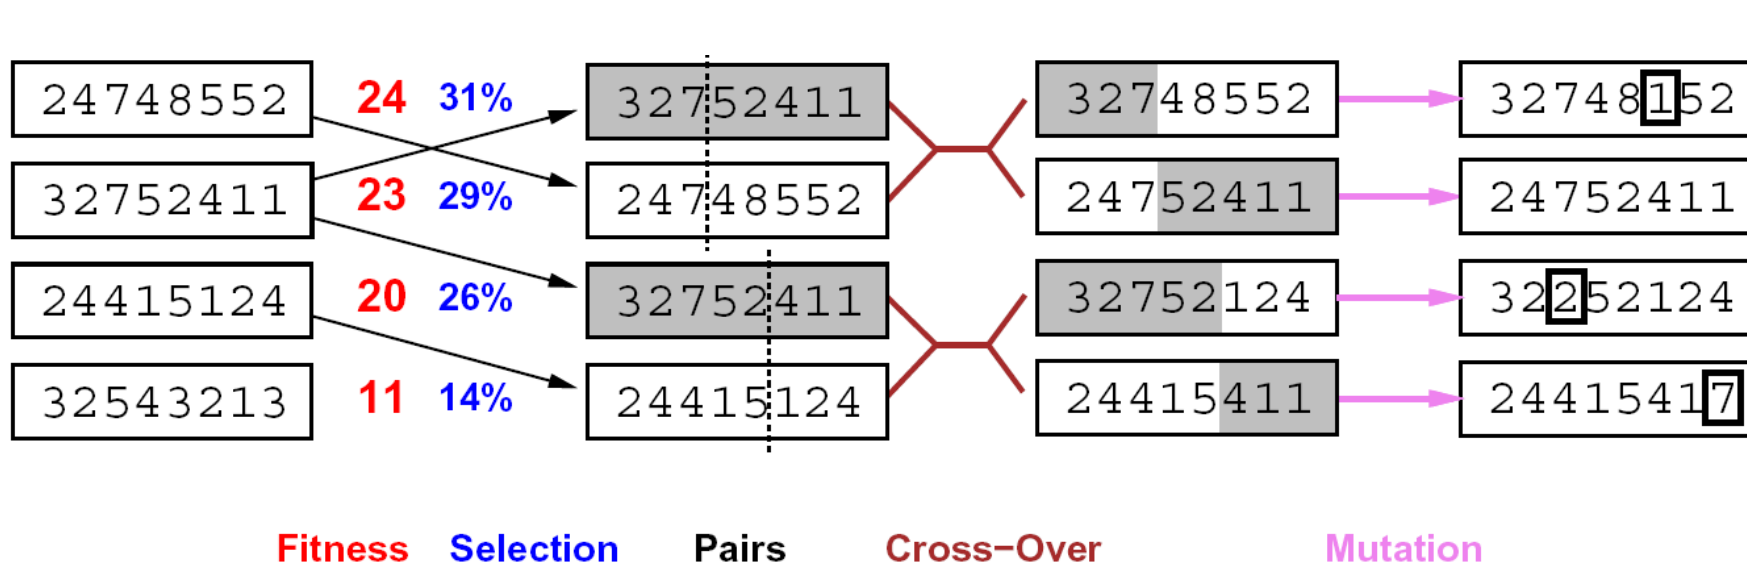 24748552 24 31% 32752411 32748552 32748152
32752411 23 29% 24748552 24752411 24752411
24415124 20 26% 32752411 32752124 32252124
32543213 11 14% 24415124 24415411 24415417
Fitness Selection Pairs Cross-Over Mutation